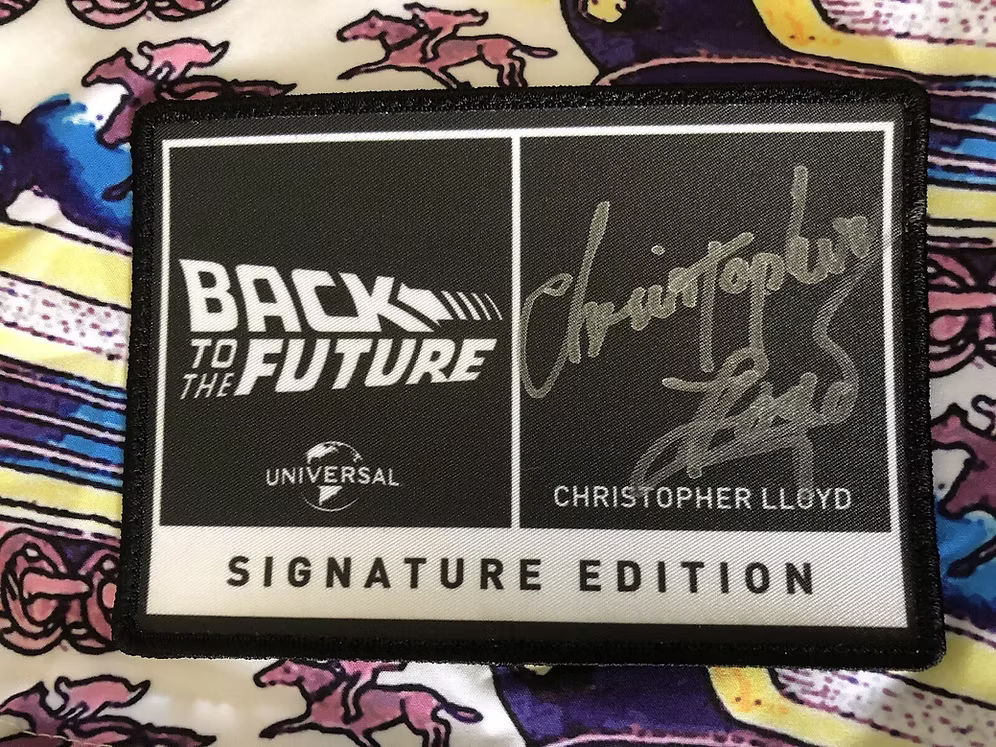 BACK
TO THE FUTURE
UNIVERSAL
Christopher
Lloyd
CHRISTOPHER LLOYD
SIGNATURE EDITION